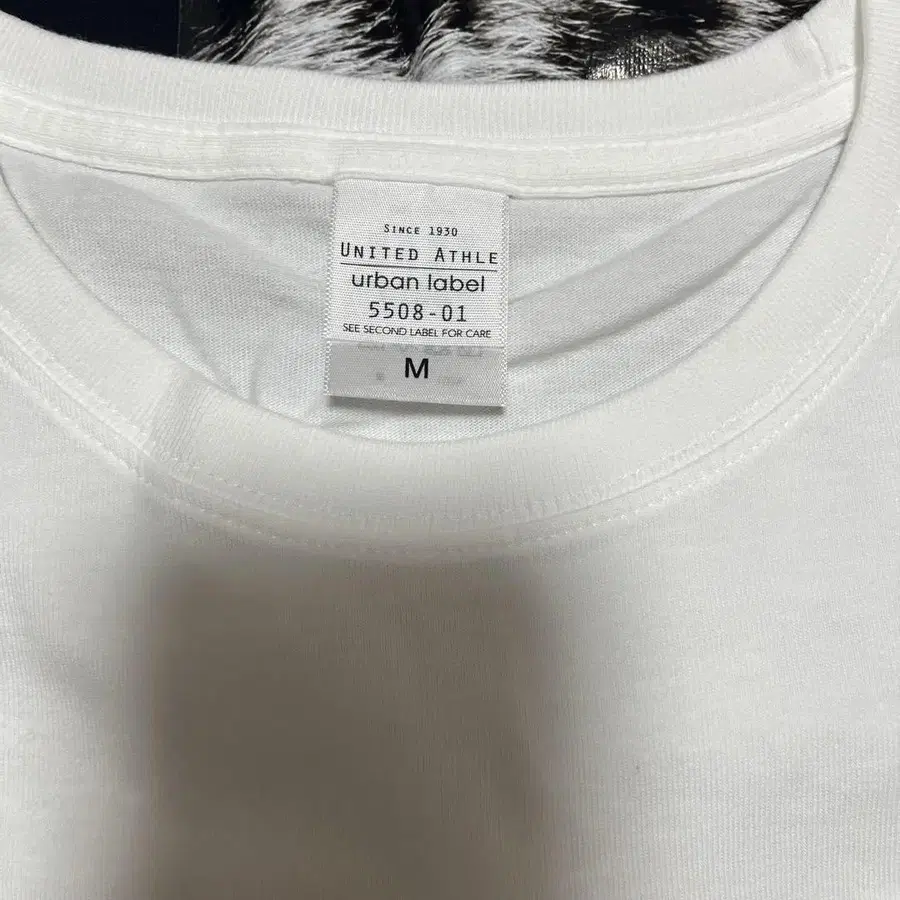 SINCE 1930
UNITED ATHLE
urban label
5508-01
SEE SECOND LABEL FOR CARE
M